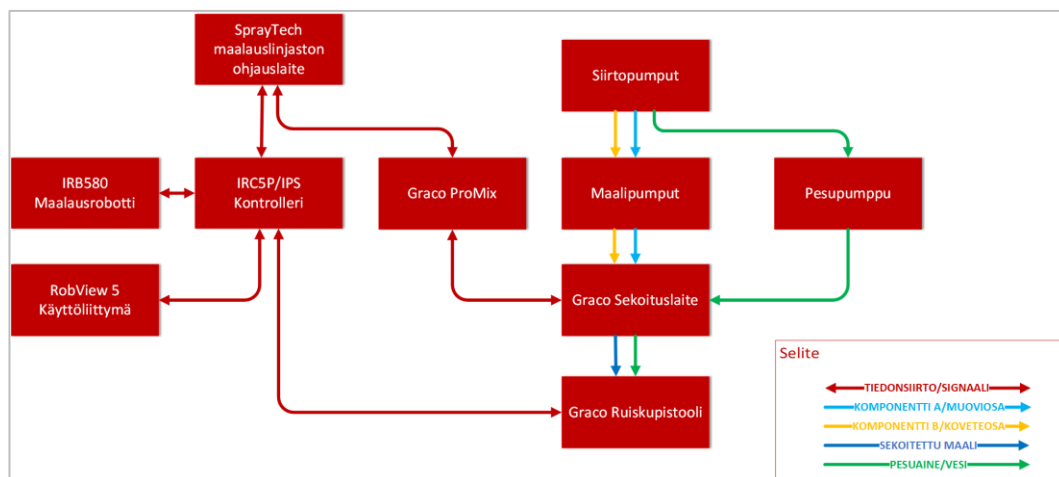 SprayTech
maalauslinjaston
ohjauslaite
Siirtopumput
IRB580
Maalausrobotti
IRC5P/IPS
Kontrolleri
Graco ProMix
Maalipumput
Pesupumppu
RobView 5
Käyttöliittymä
Graco Sekoituslaite
Graco Ruiskupistooli
Selite
TIEDONSIIRTO/SIGNAALI
KOMPONENTTI A/MUOVIOSA
KOMPONENTTI B/KOVETEOSA
SEKOITETTU MAALI
PESUAINE/VESI